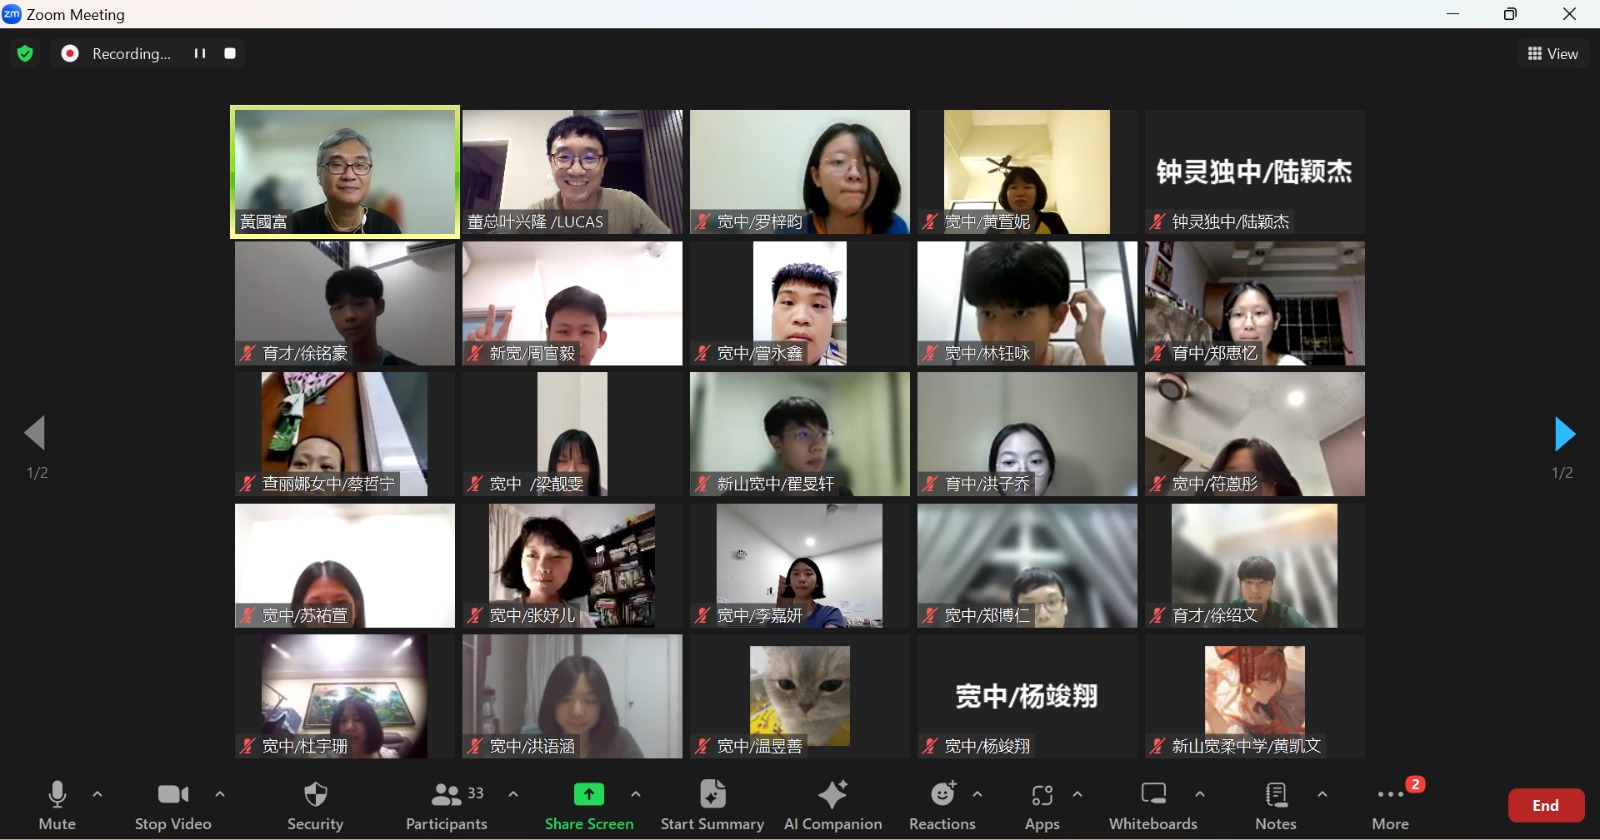 Zoom Meeting
Recording...
View
黃國富
董总叶兴隆 /LUCAS
宽中/罗梓昀
宽中/黄萱妮
钟灵独中/陆颖杰
钟灵独中/陆颖杰
育才/徐铭豪
新宽/周官毅
宽中/曾永鑫
宽中/林钰咏
育中/郑惠忆
查丽娜女中/蔡哲宁
宽中 /梁靓雯
新山宽中/翟旻轩
育中/洪子乔
宽中/符蒽彤
1/2
1/2
宽中/苏祐萱
宽中/张妤儿
宽中/李嘉妍
宽中/郑博仁
育才/徐绍文
宽中/杜宇珊
宽中/洪语涵
宽中/温昱善
宽中/杨竣翔
宽中/杨竣翔
新山宽柔中学/黄凯文
33
2
Mute
Stop Video
Security
Participants
Share Screen
Start Summary
AI Companion
Reactions
Apps
Whiteboards
Notes
More
End